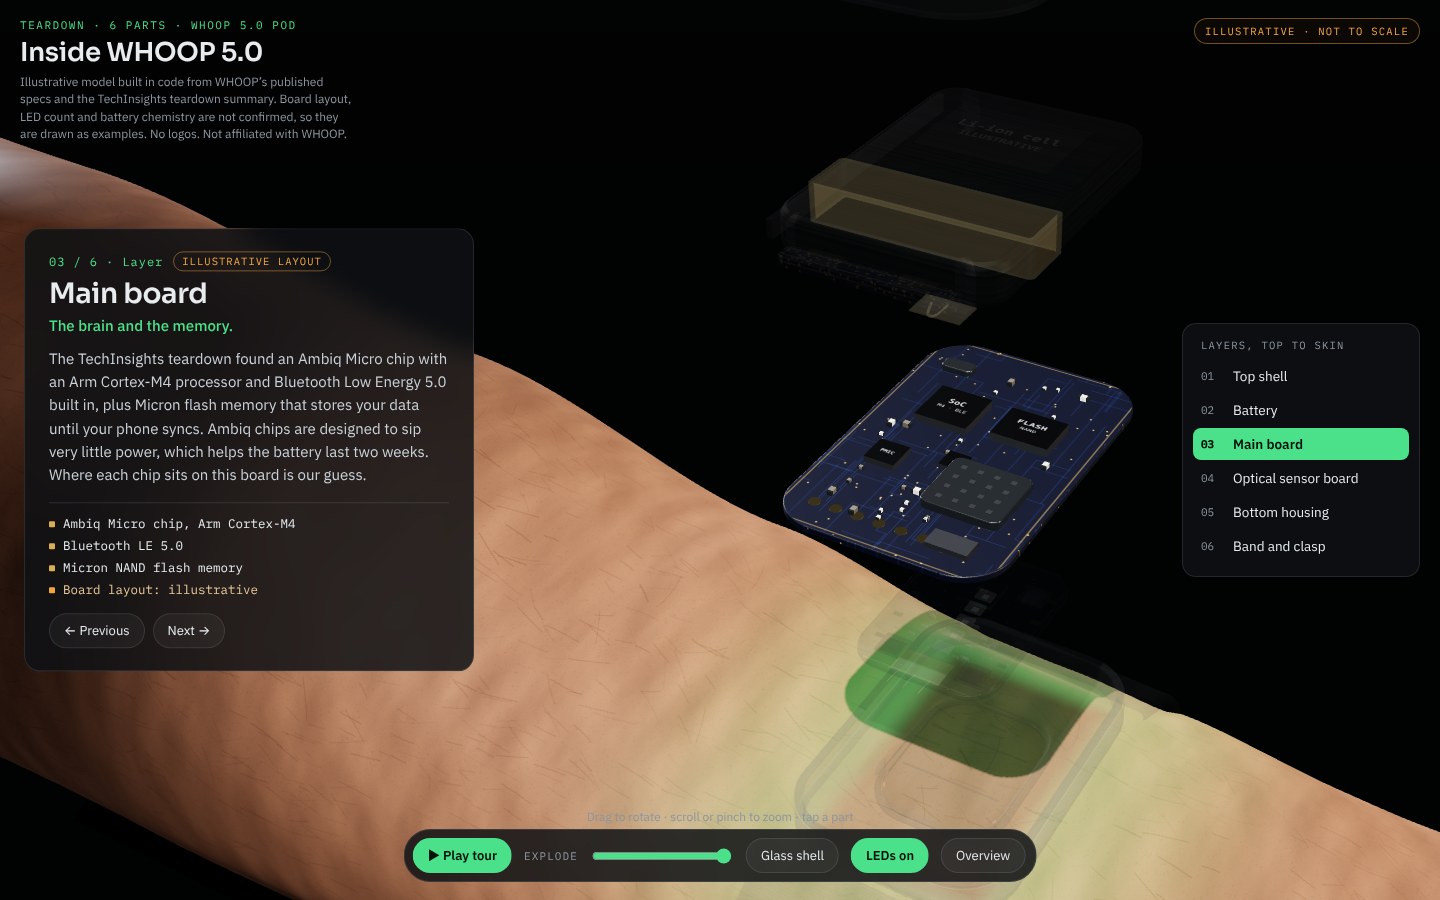 TEARDOWN · 6 PARTS · WHOOP 5.0 POD
Inside WHOOP 5.0
Illustrative model built in code from WHOOP’s published
specs and the TechInsights teardown summary. Board layout,
LED count and battery chemistry are not confirmed, so they
are drawn as examples. No logos. Not affiliated with WHOOP.
ILLUSTRATIVE · NOT TO SCALE
Li-ion cell
ILLUSTRATIVE
03 / 6 · Layer
ILLUSTRATIVE LAYOUT
Main board
The brain and the memory.
The TechInsights teardown found an Ambiq Micro chip with
an Arm Cortex-M4 processor and Bluetooth Low Energy 5.0
built in, plus Micron flash memory that stores your data
until your phone syncs. Ambiq chips are designed to sip
very little power, which helps the battery last two weeks.
Where each chip sits on this board is our guess.
Ambiq Micro chip, Arm Cortex-M4
Bluetooth LE 5.0
Micron NAND flash memory
Board layout: illustrative
← Previous
Next →
SoC
M4 · BLE
FLASH
NAND
PMIC
LAYERS, TOP TO SKIN
01 Top shell
02 Battery
03 Main board
04 Optical sensor board
05 Bottom housing
06 Band and clasp
Drag to rotate · scroll or pinch to zoom · tap a part
▶ Play tour
EXPLODE
Glass shell
LEDs on
Overview